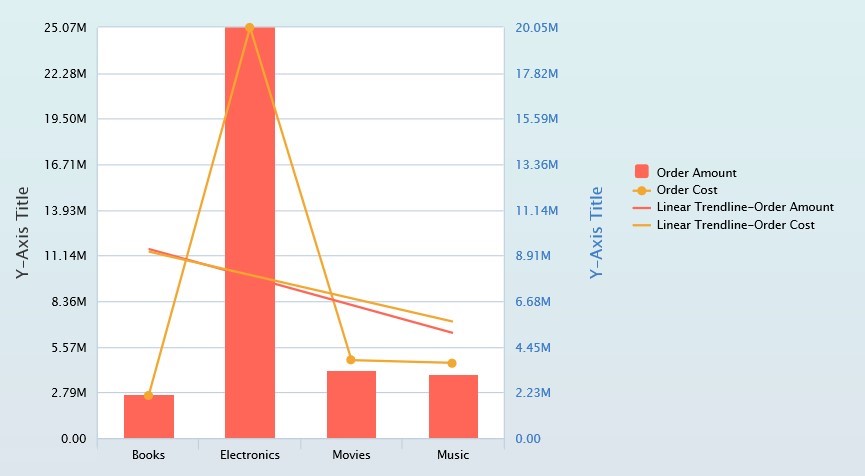 25.07M
22.28M
19.50M
16.71M
13.93M
11.14M
8.36M
5.57M
2.79M
0.00
Y-Axis Title
Books
Electronics
Movies
Music
20.05M
17.82M
15.59M
13.36M
11.14M
8.91M
6.68M
4.45M
2.23M
0.00
Y-Axis Title
Order Amount
Order Cost
Linear Trendline-Order Amount
Linear Trendline-Order Cost